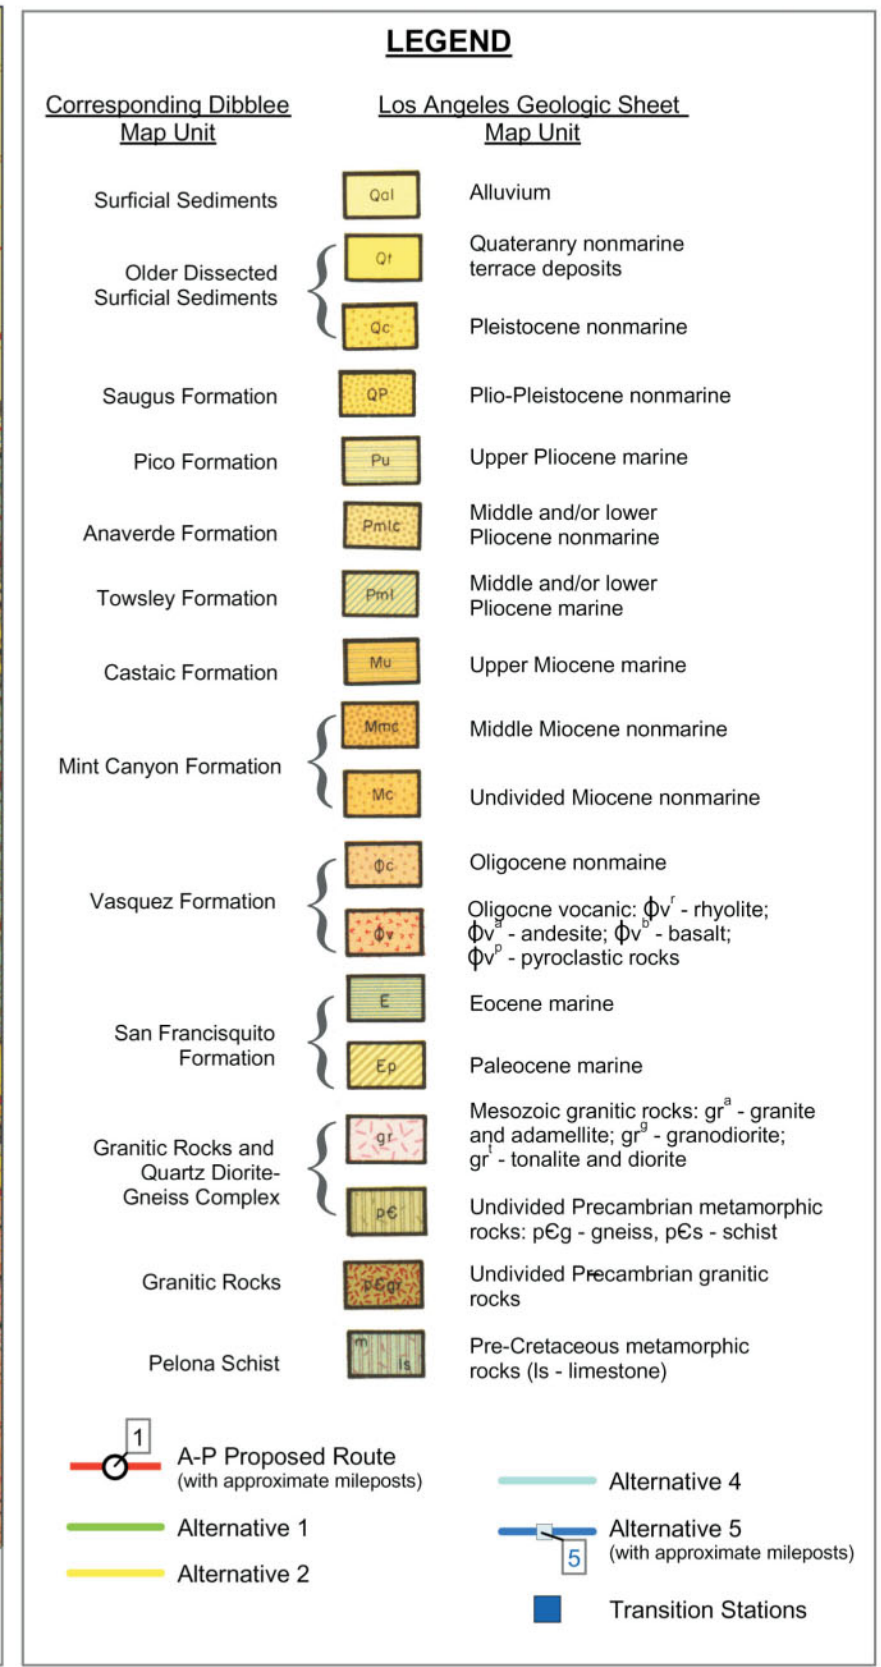 LEGEND
Corresponding Dibblee
Map Unit
Los Angeles Geologic Sheet
Map Unit
Surficial Sediments
Qal
Alluvium
Older Dissected
Surficial Sediments
Qt
Quateranry nonmarine
terrace deposits
Qc
Pleistocene nonmarine
Saugus Formation
QP
Plio-Pleistocene nonmarine
Pico Formation
Pu
Upper Pliocene marine
Anaverde Formation
Pmlc
Middle and/or lower
Pliocene nonmarine
Towsley Formation
Pml
Middle and/or lower
Pliocene marine
Castaic Formation
Mu
Upper Miocene marine
Mint Canyon Formation
Mmc
Middle Miocene nonmarine
Mc
Undivided Miocene nonmarine
Vasquez Formation
ϕc
Oligocene nonmaine
ϕv
Oligocne vocanic: ϕvʳ - rhyolite;
ϕvᵃ - andesite; ϕvᵇ - basalt;
ϕvᵖ - pyroclastic rocks
San Francisquito
Formation
E
Eocene marine
Ep
Paleocene marine
Granitic Rocks and
Quartz Diorite-
Gneiss Complex
gr
Mesozoic granitic rocks: grᵃ - granite
and adamellite; grᵍ - granodiorite;
grᵗ - tonalite and diorite
pЄ
Undivided Precambrian metamorphic
rocks: pЄg - gneiss, pЄs - schist
Granitic Rocks
pЄgr
Undivided Precambrian granitic
rocks
Pelona Schist
m
ls
Pre-Cretaceous metamorphic
rocks (ls - limestone)
1
A-P Proposed Route
(with approximate mileposts)
Alternative 1
Alternative 2
Alternative 4
Alternative 5
(with approximate mileposts)
5
Transition Stations